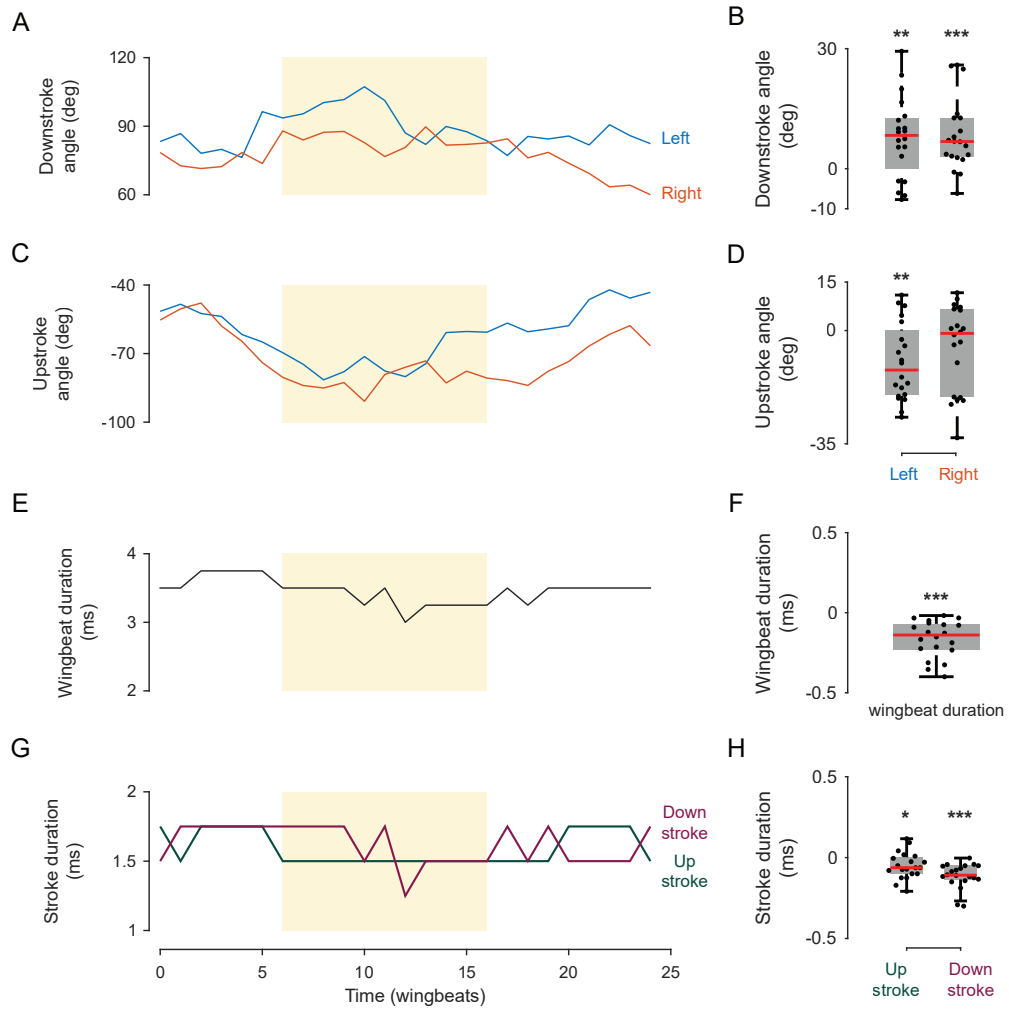 A
Downstroke
angle (deg)
120
90
60
Left
Right
B
Downstroke angle
(deg)
30
0
-10
**
***
C
Upstroke
angle (deg)
-40
-70
-100
D
Upstroke angle
(deg)
15
0
-35
**
Left
Right
E
Wingbeat duration
(ms)
4
3
2
F
Wingbeat duration
(ms)
0.5
0
-0.5
***
wingbeat duration
G
Stroke duration
(ms)
2
1.5
1
Down
stroke
Up
stroke
0
5
10
15
20
25
Time (wingbeats)
H
Stroke duration
(ms)
0.5
0
-0.5
*
***
Up
stroke
Down
stroke